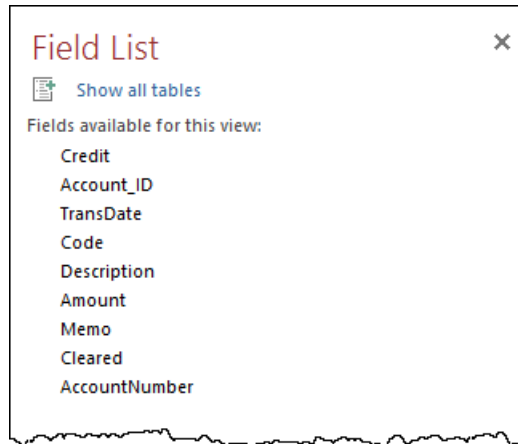 Field List
Show all tables
Fields available for this view:
Credit
Account_ID
TransDate
Code
Description
Amount
Memo
Cleared
AccountNumber